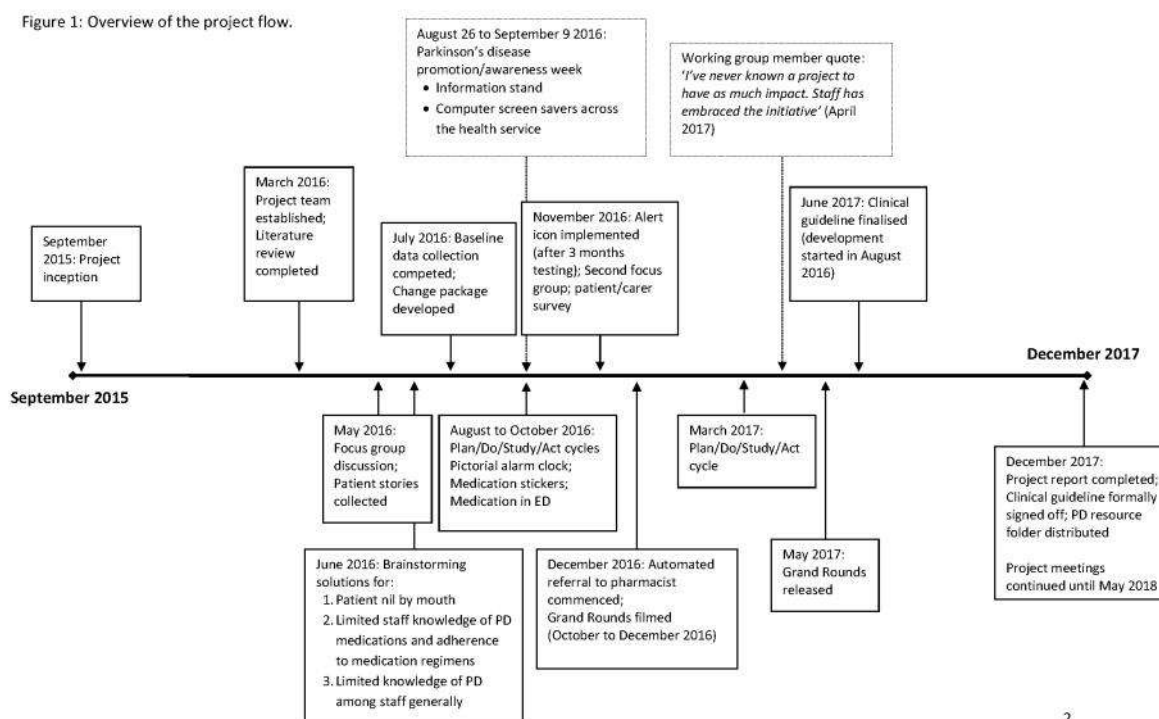 Figure 1: Overview of the project flow.
August 26 to September 9 2016:
Parkinson's disease
promotion/awareness week
• Information stand
• Computer screen savers across
the health service
Working group member quote:
'I've never known a project to
have as much impact. Staff has
embraced the initiative' (April
2017)
September
2015: Project
inception
March 2016:
Project team
established;
Literature
review
completed
July 2016: Baseline
data collection
competed;
Change package
developed
November 2016: Alert
icon implemented
(after 3 months
testing); Second focus
group; patient/carer
survey
June 2017: Clinical
guideline finalised
(development
started in August
2016)
September 2015
December 2017
May 2016:
Focus group
discussion;
Patient stories
collected
August to October 2016:
Plan/Do/Study/Act cycles
Pictorial alarm clock;
Medication stickers;
Medication in ED
March 2017:
Plan/Do/Study/Act
cycle
December 2017:
Project report completed;
Clinical guideline formally
signed off; PD resource
folder distributed
Project meetings
continued until May 2018
June 2016: Brainstorming
solutions for:
1. Patient nil by mouth
2. Limited staff knowledge of PD
medications and adherence
to medication regimens
3. Limited knowledge of PD
among staff generally
December 2016: Automated
referral to pharmacist
commenced;
Grand Rounds filmed
(October to December 2016)
May 2017:
Grand Rounds
released
2